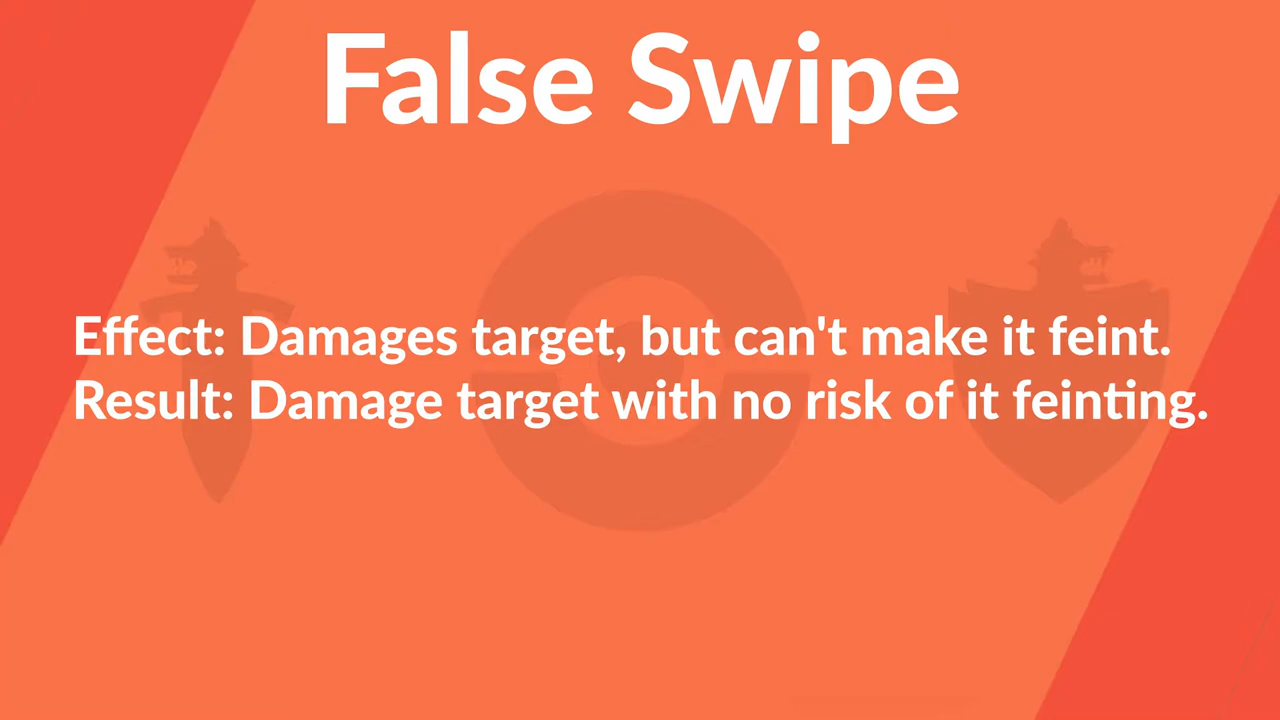 False Swipe
Effect: Damages target, but can't make it feint.
Result: Damage target with no risk of it feinting.